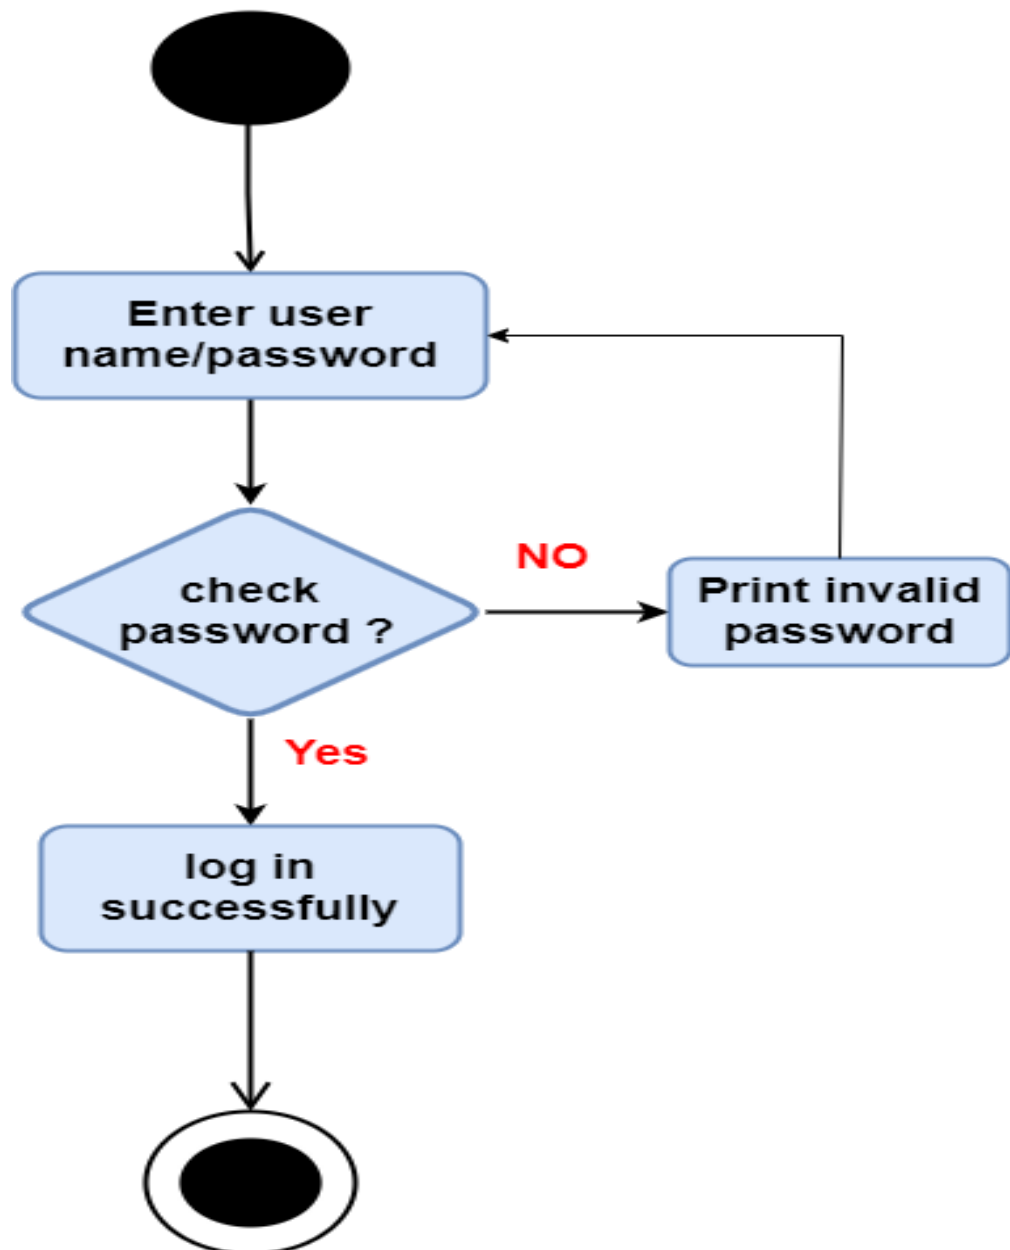 Enter user
name/password
check
password ?
NO
Print invalid
password
Yes
log in
successfully